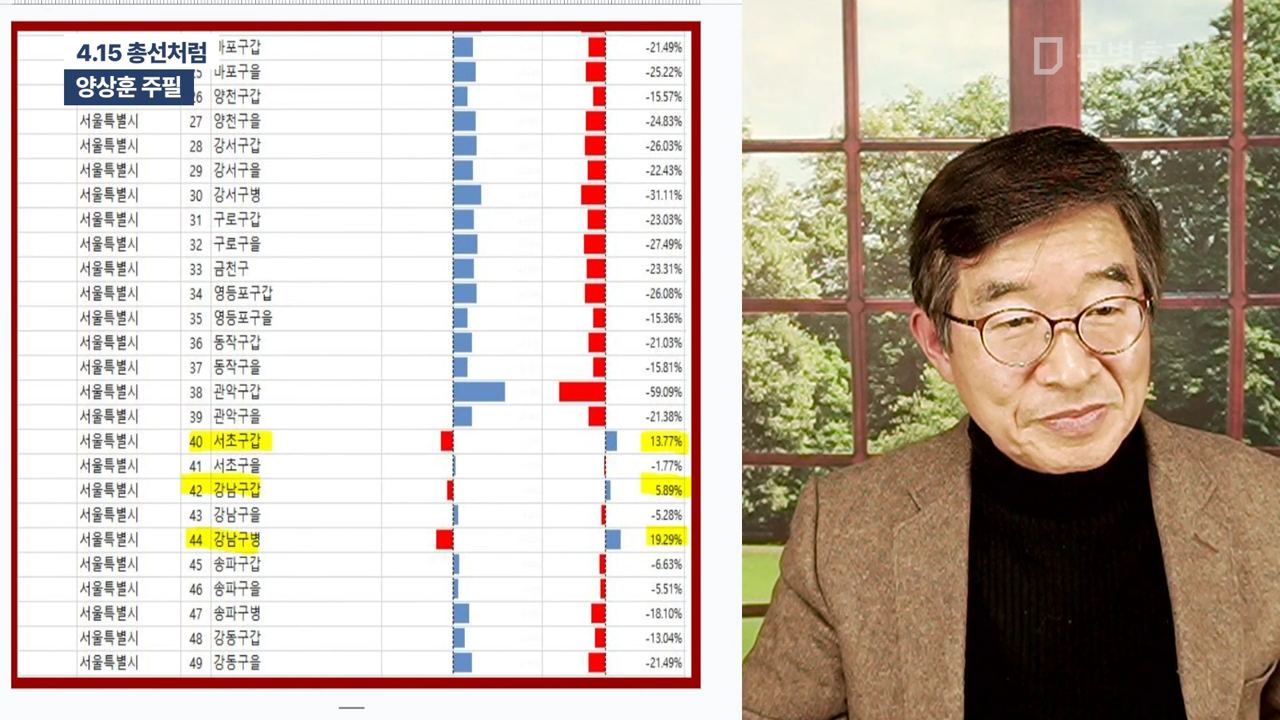 4.15 총선처럼
양상훈 주필
마포구갑 -21.49%
25 마포구을 -25.22%
26 양천구갑 -15.57%
서울특별시 27 양천구을 -24.83%
서울특별시 28 강서구갑 -26.03%
서울특별시 29 강서구을 -22.43%
서울특별시 30 강서구병 -31.11%
서울특별시 31 구로구갑 -23.03%
서울특별시 32 구로구을 -27.49%
서울특별시 33 금천구 -23.31%
서울특별시 34 영등포구갑 -26.08%
서울특별시 35 영등포구을 -15.36%
서울특별시 36 동작구갑 -21.03%
서울특별시 37 동작구을 -15.81%
서울특별시 38 관악구갑 -59.09%
서울특별시 39 관악구을 -21.38%
서울특별시 40 서초구갑 13.77%
서울특별시 41 서초구을 -1.77%
서울특별시 42 강남구갑 5.89%
서울특별시 43 강남구을 -5.28%
서울특별시 44 강남구병 19.29%
서울특별시 45 송파구갑 -6.63%
서울특별시 46 송파구을 -5.51%
서울특별시 47 송파구병 -18.10%
서울특별시 48 강동구갑 -13.04%
서울특별시 49 강동구을 -21.49%